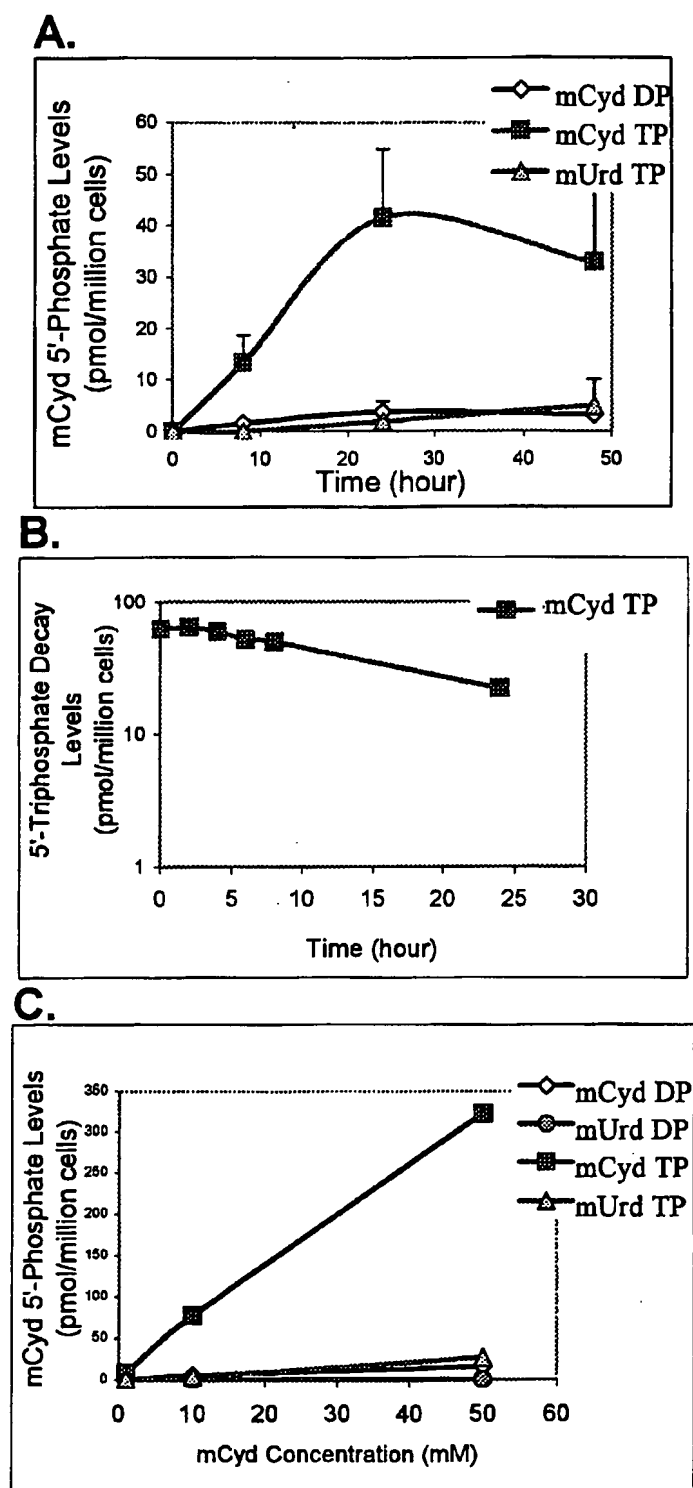 A.
mCyd DP
mCyd TP
mUrd TP
mCyd 5'-Phosphate Levels
(pmol/million cells)
60
50
40
30
20
10
0
0 10 20 30 40 50
Time (hour)
B.
mCyd TP
5'-Triphosphate Decay
Levels
(pmol/million cells)
100
10
1
0 5 10 15 20 25 30
Time (hour)
C.
mCyd DP
mUrd DP
mCyd TP
mUrd TP
mCyd 5'-Phosphate Levels
(pmol/million cells)
350
300
250
200
150
100
50
0
0 10 20 30 40 50 60
mCyd Concentration (mM)